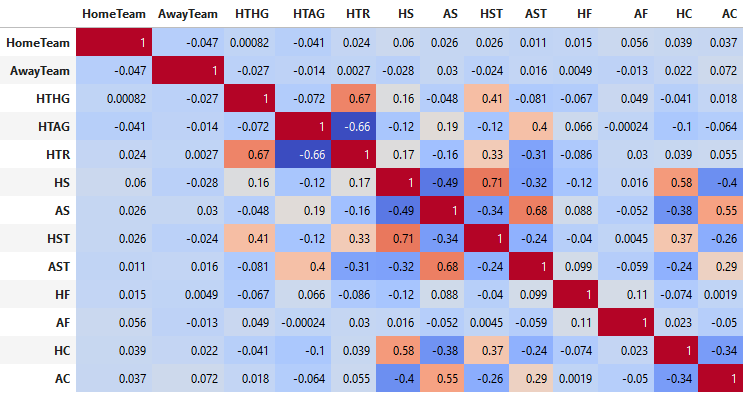 HomeTeam AwayTeam HTHG HTAG HTR HS AS HST AST HF AF HC AC
HomeTeam 1 -0.047 0.00082 -0.041 0.024 0.06 0.026 0.026 0.011 0.015 0.056 0.039 0.037
AwayTeam -0.047 1 -0.027 -0.014 0.0027 -0.028 0.03 -0.024 0.016 0.0049 -0.013 0.022 0.072
HTHG 0.00082 -0.027 1 -0.072 0.67 0.16 -0.048 0.41 -0.081 -0.067 0.049 -0.041 0.018
HTAG -0.041 -0.014 -0.072 1 -0.66 -0.12 0.19 -0.12 0.4 0.066 -0.00024 -0.1 -0.064
HTR 0.024 0.0027 0.67 -0.66 1 0.17 -0.16 0.33 -0.31 -0.086 0.03 0.039 0.055
HS 0.06 -0.028 0.16 -0.12 0.17 1 -0.49 0.71 -0.32 -0.12 0.016 0.58 -0.4
AS 0.026 0.03 -0.048 0.19 -0.16 -0.49 1 -0.34 0.68 0.088 -0.052 -0.38 0.55
HST 0.026 -0.024 0.41 -0.12 0.33 0.71 -0.34 1 -0.24 -0.04 0.0045 0.37 -0.26
AST 0.011 0.016 -0.081 0.4 -0.31 -0.32 0.68 -0.24 1 0.099 -0.059 -0.24 0.29
HF 0.015 0.0049 -0.067 0.066 -0.086 -0.12 0.088 -0.04 0.099 1 0.11 -0.074 0.0019
AF 0.056 -0.013 0.049 -0.00024 0.03 0.016 -0.052 0.0045 -0.059 0.11 1 0.023 -0.05
HC 0.039 0.022 -0.041 -0.1 0.039 0.58 -0.38 0.37 -0.24 -0.074 0.023 1 -0.34
AC 0.037 0.072 0.018 -0.064 0.055 -0.4 0.55 -0.26 0.29 0.0019 -0.05 -0.34 1